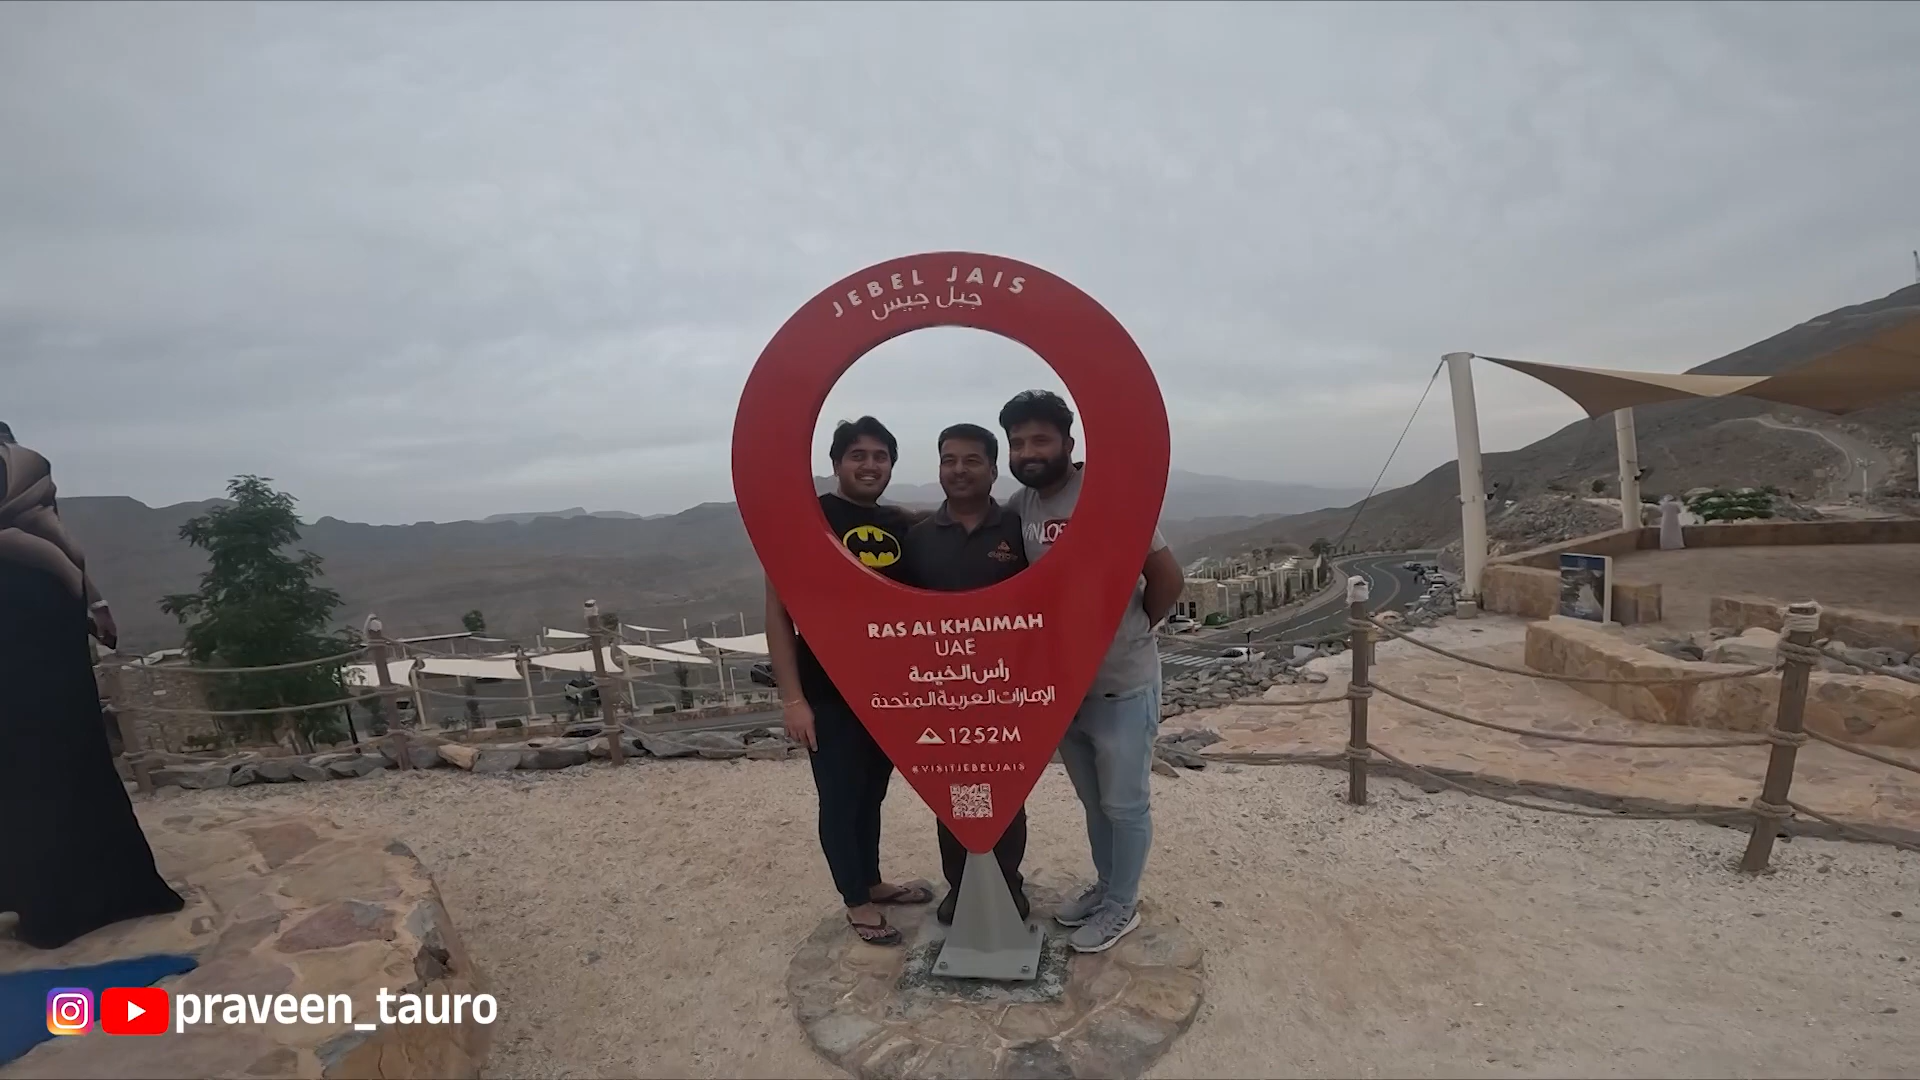 JEBEL JAIS
جبل جيس
RAS AL KHAIMAH
UAE
رأس الخيمة
الإمارات العربية المتحدة
1252M
#VISITJEBELJAIS
praveen_tauro